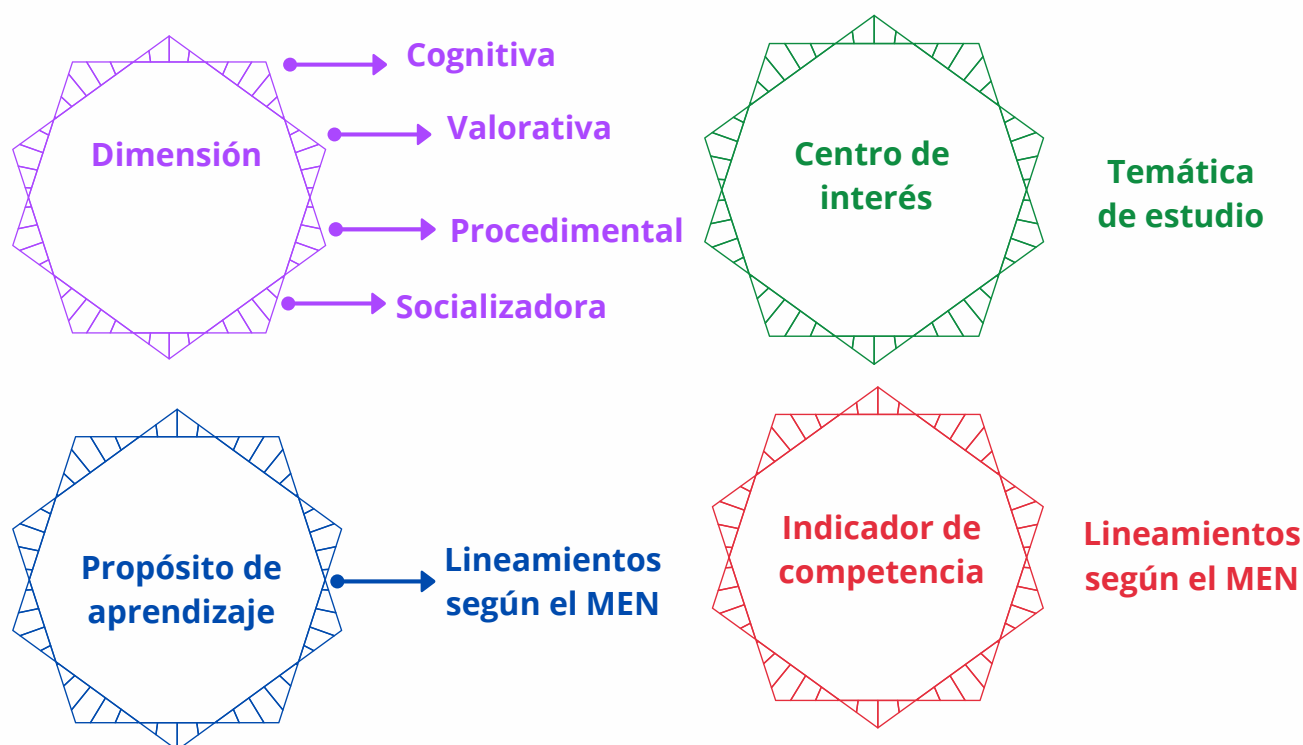 Dimensión
Cognitiva
Valorativa
Procedimental
Socializadora
Centro de
interés
Temática
de estudio
Propósito de
aprendizaje
Lineamientos
según el MEN
Indicador de
competencia
Lineamientos
según el MEN